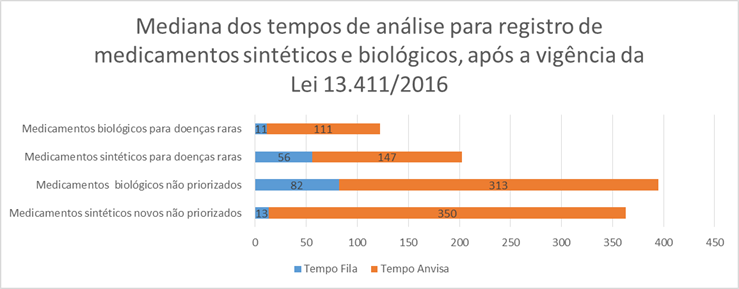 Mediana dos tempos de análise para registro de
medicamentos sintéticos e biológicos, após a vigência da
Lei 13.411/2016
Medicamentos biológicos para doenças raras 11 111
Medicamentos sintéticos para doenças raras 56 147
Medicamentos biológicos não priorizados 82 313
Medicamentos sintéticos novos não priorizados 13 350
0 50 100 150 200 250 300 350 400 450
Tempo Fila Tempo Anvisa